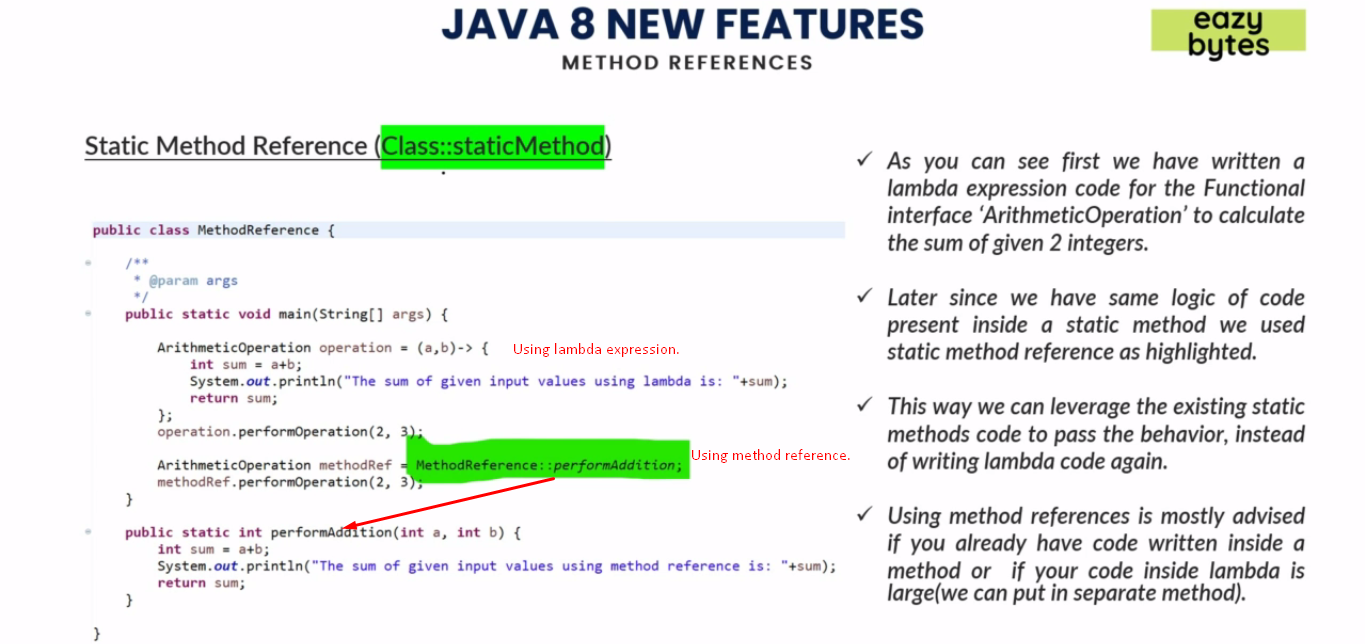 JAVA 8 NEW FEATURES
METHOD REFERENCES
eazy
bytes
Static Method Reference (Class::staticMethod)
public class MethodReference {
/**
* @param args
*/
public static void main(String[] args) {
ArithmeticOperation operation = (a,b)-> { Using lambda expression.
int sum = a+b;
System.out.println("The sum of given input values using lambda is: "+sum);
return sum;
};
operation.performOperation(2, 3);
ArithmeticOperation methodRef = MethodReference::performAddition; Using method reference.
methodRef.performOperation(2, 3);
}
public static int performAddition(int a, int b) {
int sum = a+b;
System.out.println("The sum of given input values using method reference is: "+sum);
return sum;
}
}
✓ As you can see first we have written a
lambda expression code for the Functional
interface ‘ArithmeticOperation’ to calculate
the sum of given 2 integers.
✓ Later since we have same logic of code
present inside a static method we used
static method reference as highlighted.
✓ This way we can leverage the existing static
methods code to pass the behavior, instead
of writing lambda code again.
✓ Using method references is mostly advised
if you already have code written inside a
method or if your code inside lambda is
large(we can put in separate method).